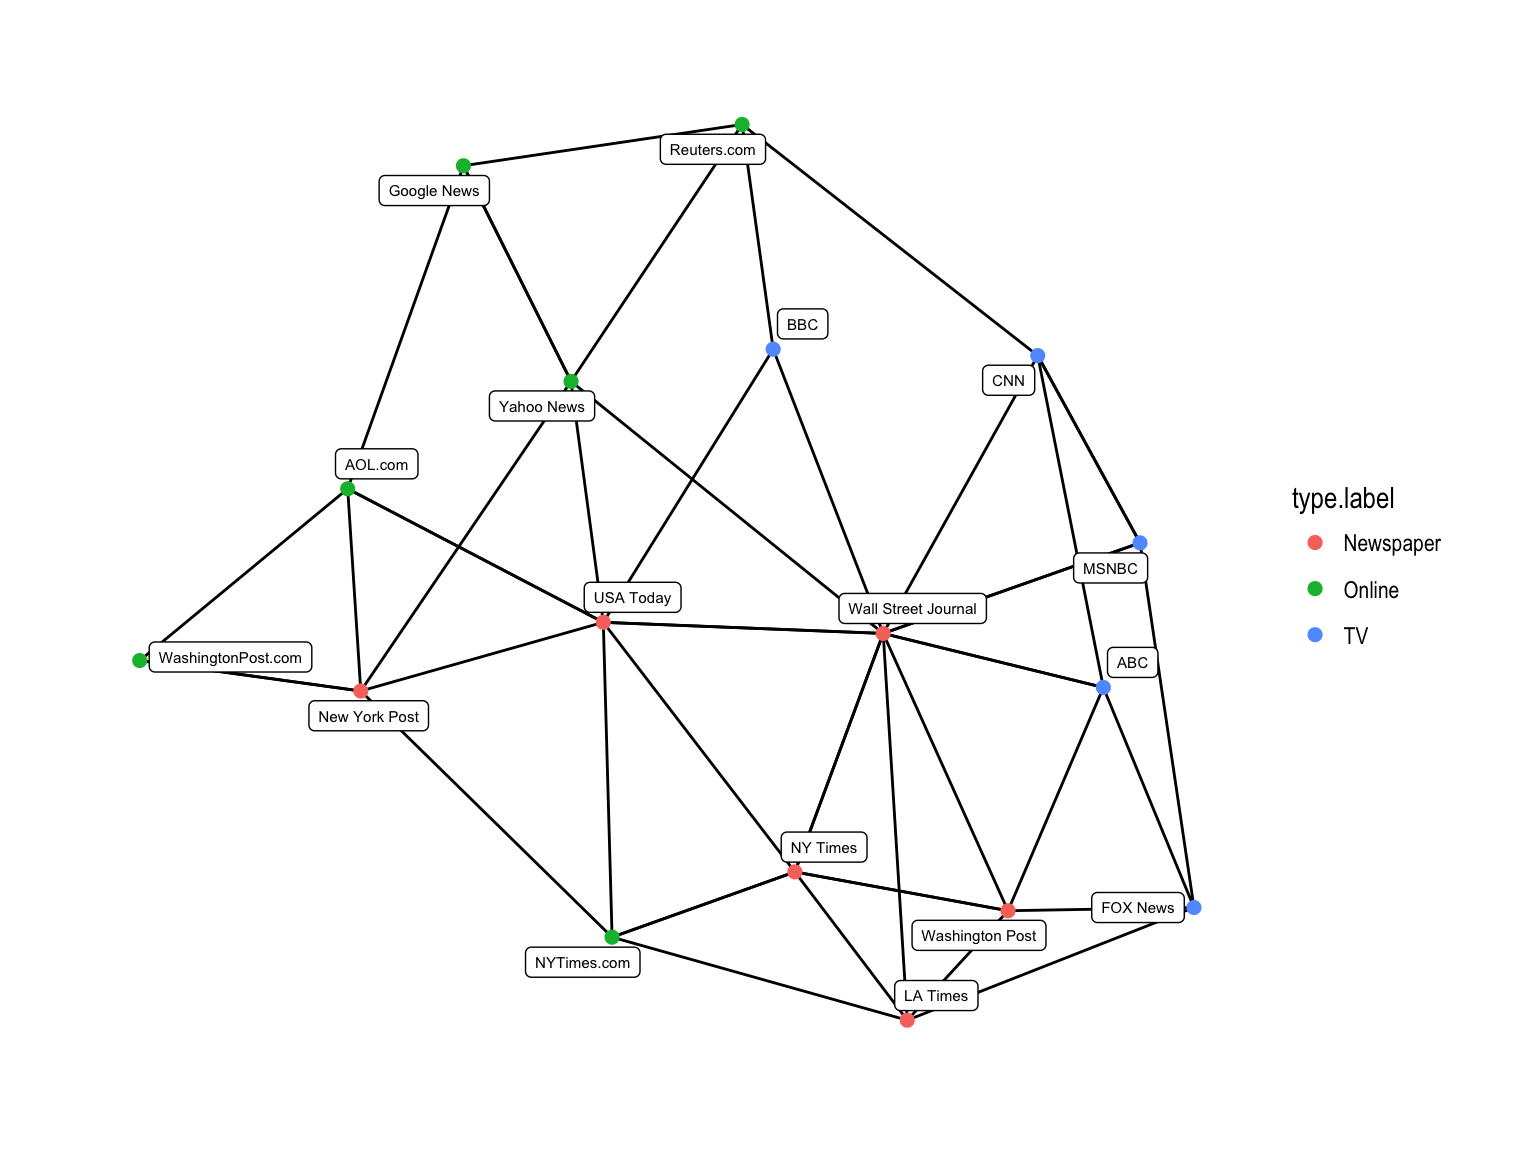 Reuters.com
Google News
BBC
CNN
Yahoo News
AOL.com
type.label
Newspaper
Online
TV
MSNBC
USA Today
Wall Street Journal
WashingtonPost.com
ABC
New York Post
NY Times
FOX News
Washington Post
NYTimes.com
LA Times